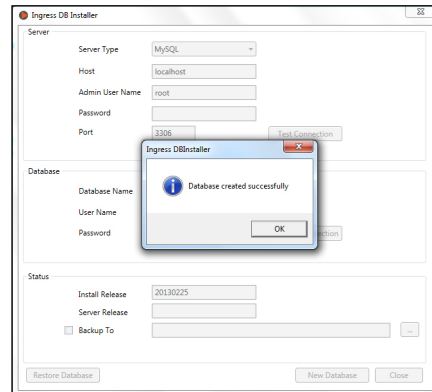 Ingress DB Installer
Server
Server Type MySQL
Host localhost
Admin User Name root
Password
Port 3306 Test Connection
Ingress DBInstaller
Database created successfully
OK
Database
Database Name
User Name
Password
Status
Install Release 20130225
Server Release
Backup To ...
Restore Database New Database Close